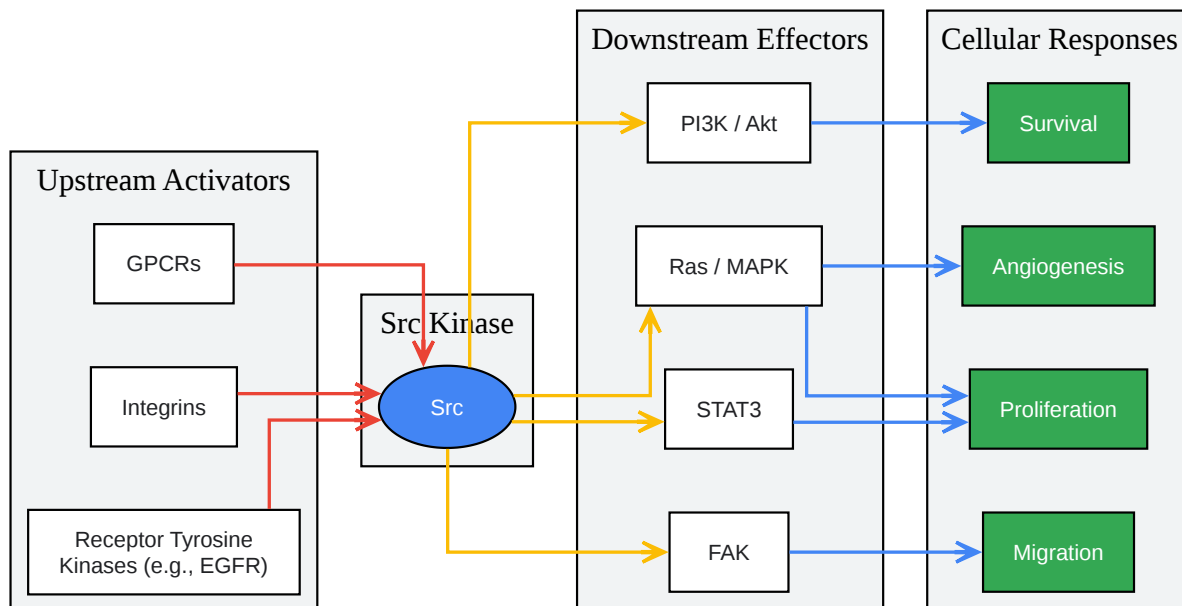 Upstream Activators
GPCRs
Integrins
Receptor Tyrosine
Kinases (e.g., EGFR)
Src Kinase
Src
Downstream Effectors
PI3K / Akt
Ras / MAPK
STAT3
FAK
Cellular Responses
Survival
Angiogenesis
Proliferation
Migration